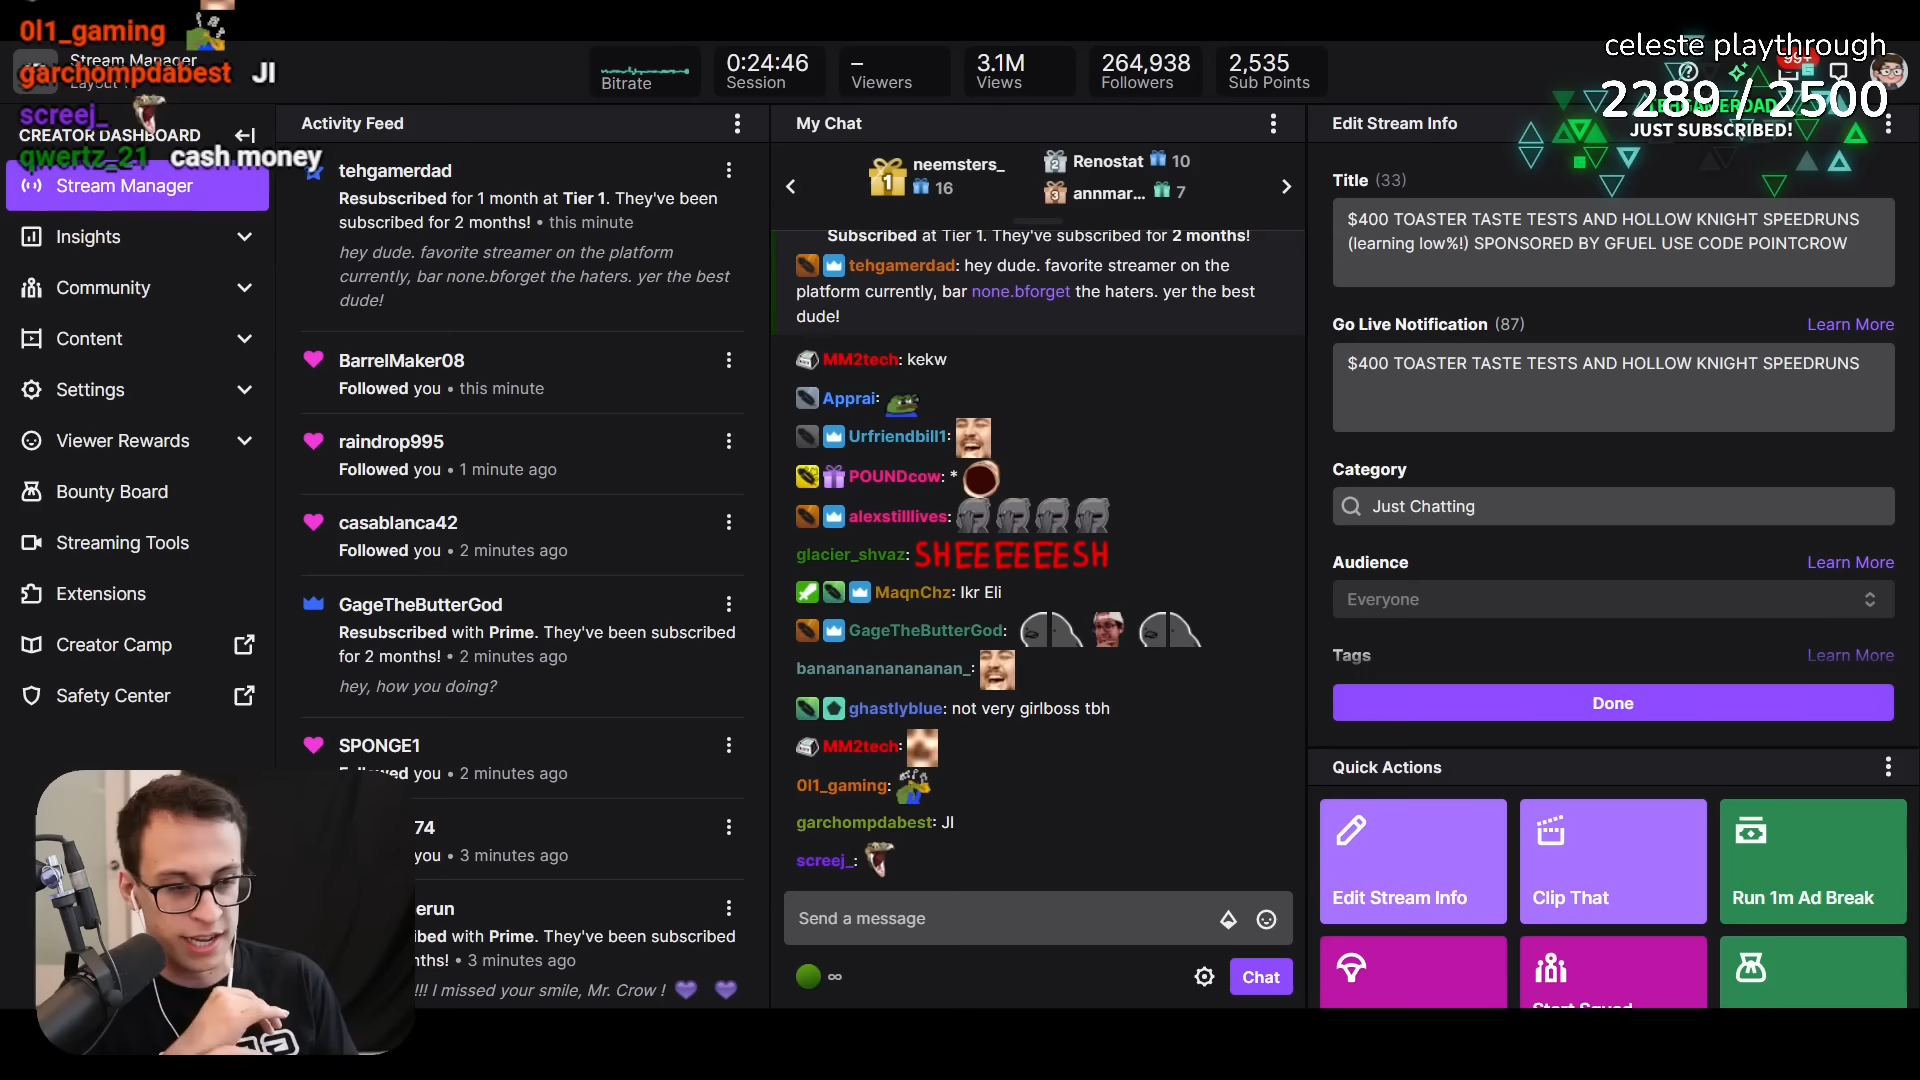 0l1_gaming
garchompdabest JI
screej_
qwertz_21 cash money
Stream Manager
CREATOR DASHBOARD
Stream Manager
Insights
Community
Content
Settings
Viewer Rewards
Bounty Board
Streaming Tools
Extensions
Creator Camp
Safety Center
Bitrate
0:24:46
Session
–
Viewers
3.1M
Views
264,938
Followers
2,535
Sub Points
celeste playthrough
99+
2289 / 2500
TEHGAMERDAD
JUST SUBSCRIBED!
Activity Feed
tehgamerdad
Resubscribed for 1 month at Tier 1. They've been
subscribed for 2 months! • this minute
hey dude. favorite streamer on the platform
currently, bar none.bforget the haters. yer the best
dude!
BarrelMaker08
Followed you • this minute
raindrop995
Followed you • 1 minute ago
casablanca42
Followed you • 2 minutes ago
GageTheButterGod
Resubscribed with Prime. They've been subscribed
for 2 months! • 2 minutes ago
hey, how you doing?
SPONGE1
Followed you • 2 minutes ago
74
you • 3 minutes ago
erun
ibed with Prime. They've been subscribed
ths! • 3 minutes ago
!!! I missed your smile, Mr. Crow !
My Chat
1 neemsters_
16
2 Renostat 10
3 annmar... 7
Subscribed at Tier 1. They've subscribed for 2 months!
tehgamerdad: hey dude. favorite streamer on the
platform currently, bar none.bforget the haters. yer the best
dude!
MM2tech: kekw
Apprai:
Urfriendbill1:
POUNDcow: *
alexstilllives:
glacier_shvaz: SHEEEEEESH
MaqnChz: Ikr Eli
GageTheButterGod:
banananananananan_:
ghastlyblue: not very girlboss tbh
MM2tech:
0l1_gaming:
garchompdabest: JI
screej_:
Send a message
∞
Chat
Edit Stream Info
Title (33)
$400 TOASTER TASTE TESTS AND HOLLOW KNIGHT SPEEDRUNS
(learning low%!) SPONSORED BY GFUEL USE CODE POINTCROW
Go Live Notification (87)
Learn More
$400 TOASTER TASTE TESTS AND HOLLOW KNIGHT SPEEDRUNS
Category
Just Chatting
Audience
Learn More
Everyone
Tags
Learn More
Done
Quick Actions
Edit Stream Info
Clip That
Run 1m Ad Break
Start Squad